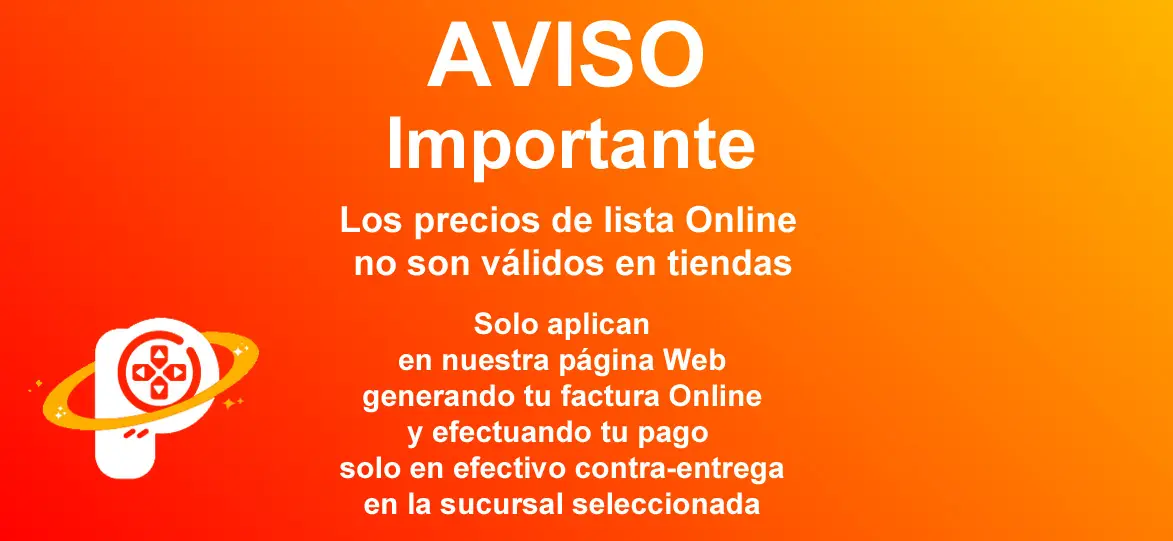 AVISO
Importante
Los precios de lista Online
no son válidos en tiendas
Solo aplican
en nuestra página Web
generando tu factura Online
y efectuando tu pago
solo en efectivo contra-entrega
en la sucursal seleccionada